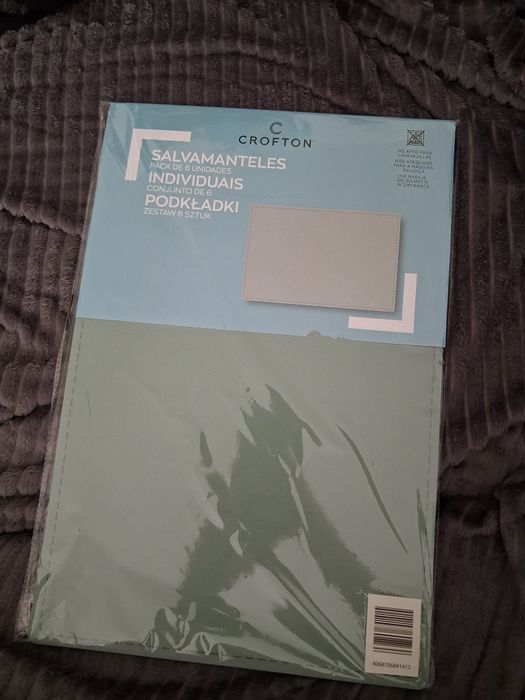 CROFTON
SALVAMANTELES
PACK DE 6 UNIDADES
INDIVIDUAIS
CONJUNTO DE 6
PODKŁADKI
ZESTAW 6 SZTUK
NO APTO PARA
LAVAVAJILLAS
NÃO ADEQUADO
PARA A MÁQUINA
DA LOIÇA
NIE NADAJE
SIĘ DO MYCIA
W ZMYWARCE
4068706841415